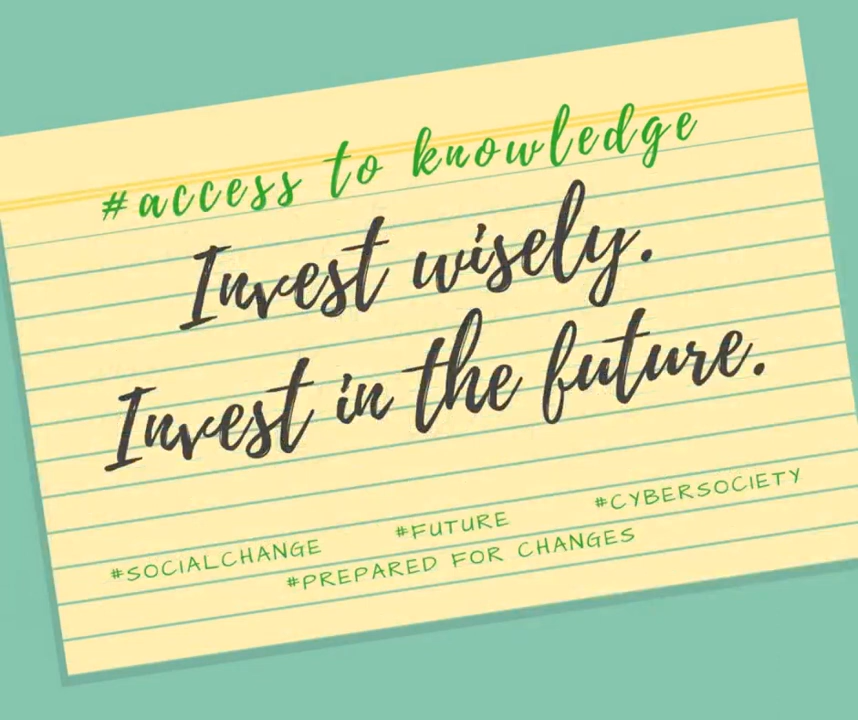 #access to knowledge
Invest wisely.
Invest in the future.
#SOCIALCHANGE #FUTURE #CYBERSOCIETY
#PREPARED FOR CHANGES